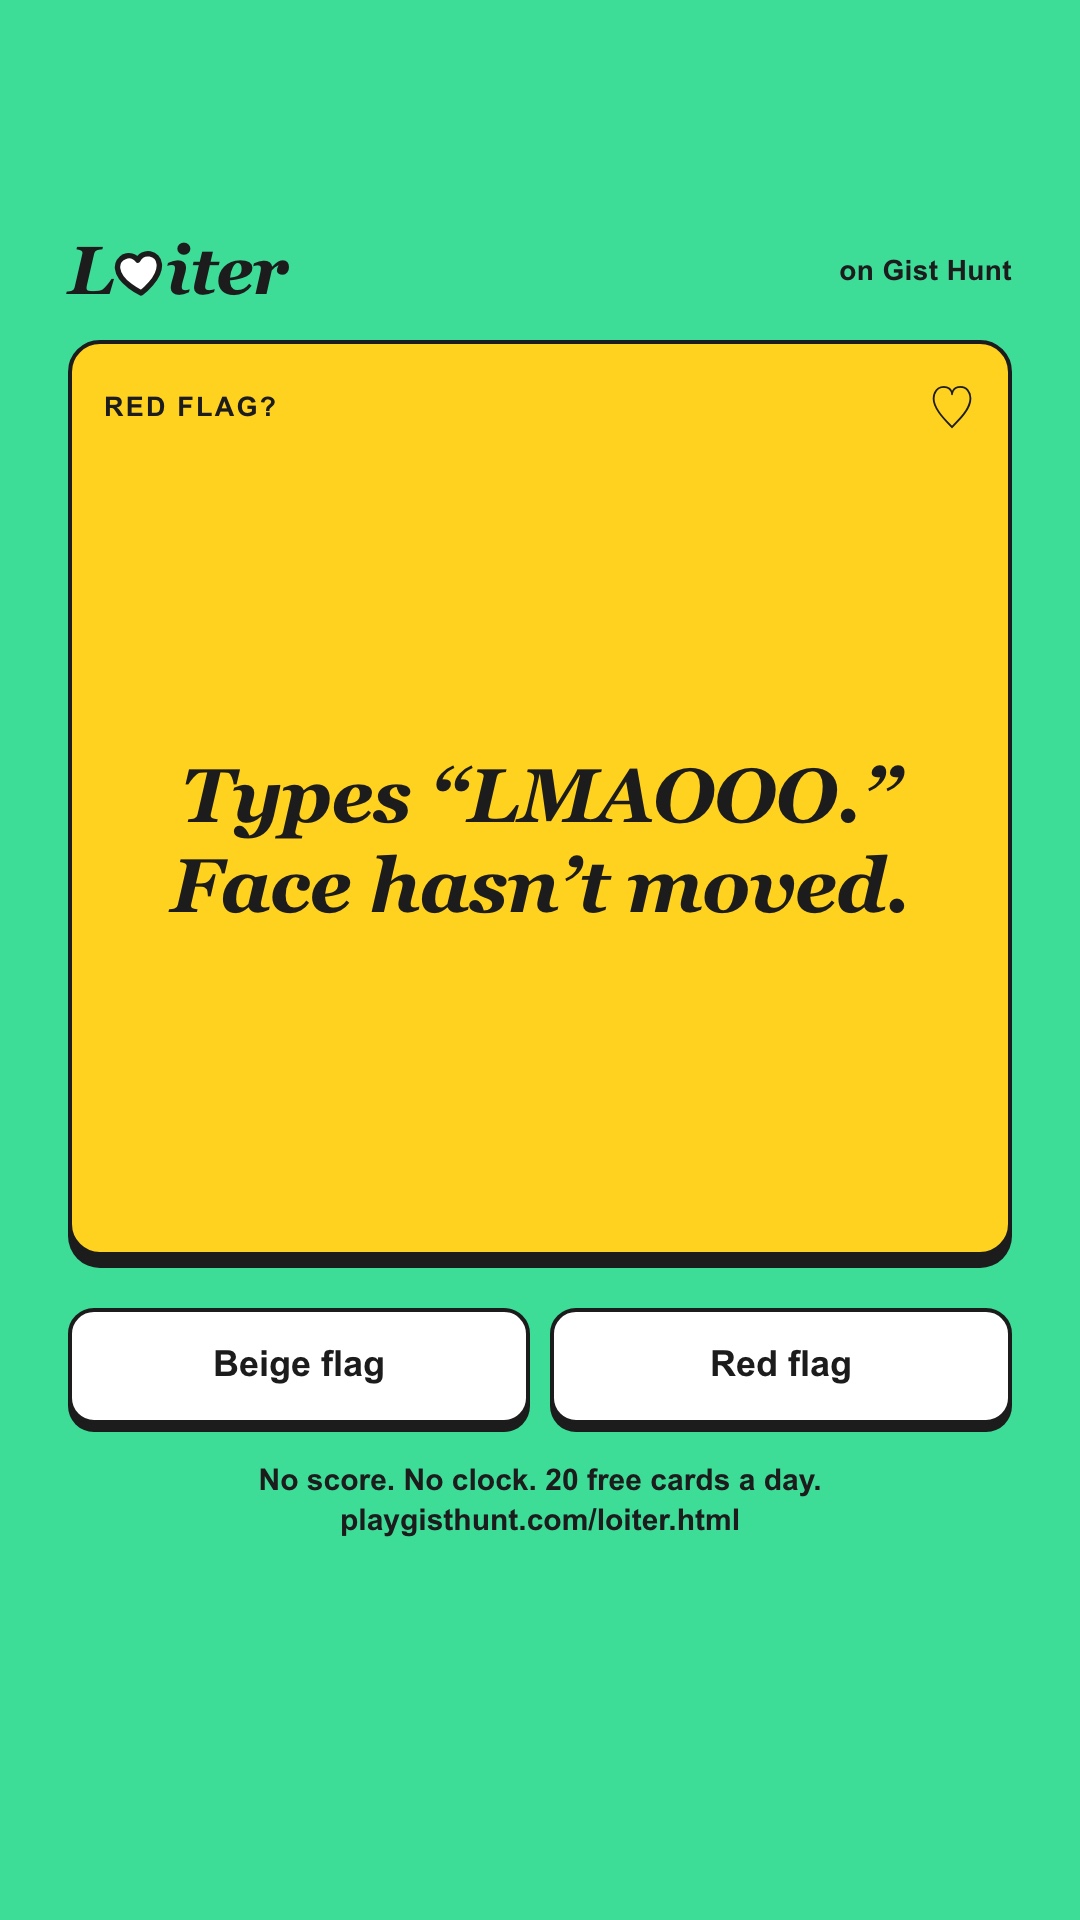 Loiter
on Gist Hunt
RED FLAG?
Types “LMAOOO.”
Face hasn’t moved.
Beige flag
Red flag
No score. No clock. 20 free cards a day.
playgisthunt.com/loiter.html